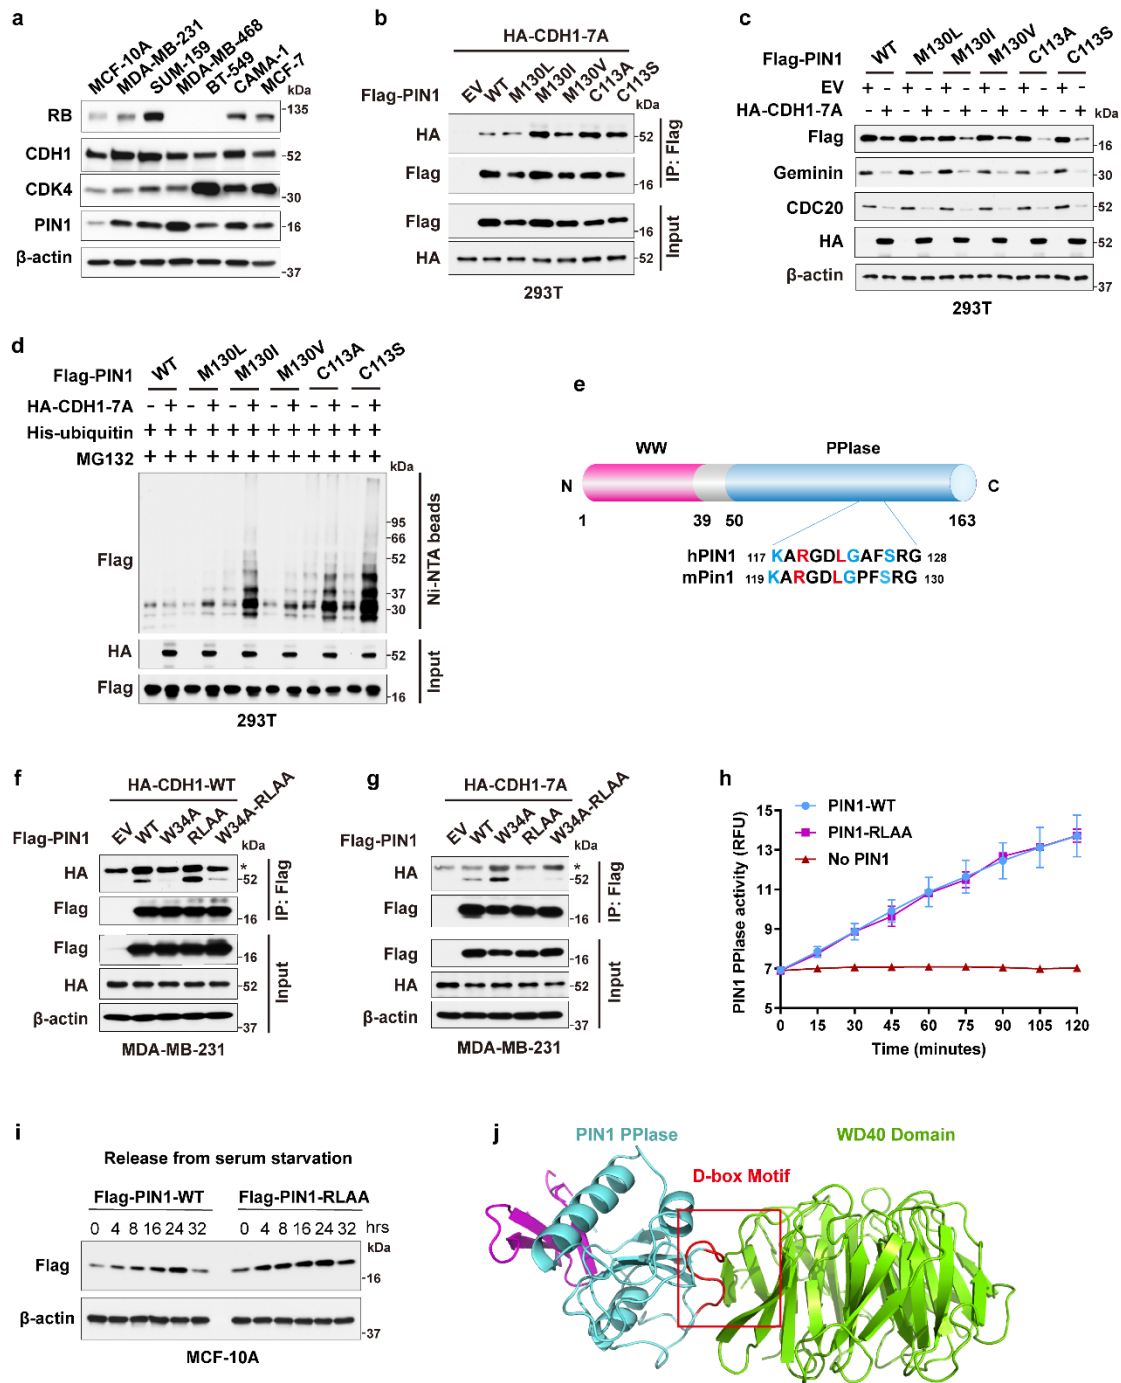 a
MCF-10A
MDA-MB-231
SUM-159
MDA-MB-468
BT-549
CAMA-1
MCF-7
kDa
RB
-135
CDH1
-52
CDK4
-30
PIN1
-16
β-actin
-37
b
HA-CDH1-7A
Flag-PIN1
EV
WT
M130L
M130I
M130V
C113A
C113S
kDa
HA
-52
Flag
-16
IP: Flag
Flag
-16
HA
-52
Input
293T
c
Flag-PIN1
WT
M130L
M130I
M130V
C113A
C113S
EV
+ - + - + - + - + - + -
HA-CDH1-7A
- + - + - + - + - + - +
kDa
Flag
-16
Geminin
-30
CDC20
-52
HA
-52
β-actin
-37
293T
d
Flag-PIN1
WT
M130L
M130I
M130V
C113A
C113S
HA-CDH1-7A
- + - + - + - + - + - +
His-ubiquitin
+ + + + + + + + + + + +
MG132
+ + + + + + + + + + + +
kDa
Flag
-95
-66
-52
-37
-30
Ni-NTA beads
HA
-52
Flag
-16
Input
293T
e
WW
PPIase
N
C
1
39
50
163
hPIN1 117 KARGDLGAFSRG 128
mPin1 119 KARGDLGPFSRG 130
f
HA-CDH1-WT
Flag-PIN1
EV
WT
W34A
RLAA
W34A-RLAA
kDa
HA
*
-52
Flag
-16
IP: Flag
Flag
-16
HA
-52
β-actin
-37
Input
MDA-MB-231
g
HA-CDH1-7A
Flag-PIN1
EV
WT
W34A
RLAA
W34A-RLAA
kDa
HA
*
-52
Flag
-16
IP: Flag
Flag
-16
HA
-52
β-actin
-37
Input
MDA-MB-231
h
PIN1-WT
PIN1-RLAA
No PIN1
PIN1 PPIase activity (RFU)
15
13
11
9
7
5
0 15 30 45 60 75 90 105 120
Time (minutes)
i
Release from serum starvation
Flag-PIN1-WT
Flag-PIN1-RLAA
0 4 8 16 24 32 0 4 8 16 24 32 hrs
kDa
Flag
-16
β-actin
-37
MCF-10A
j
PIN1 PPIase
WD40 Domain
D-box Motif